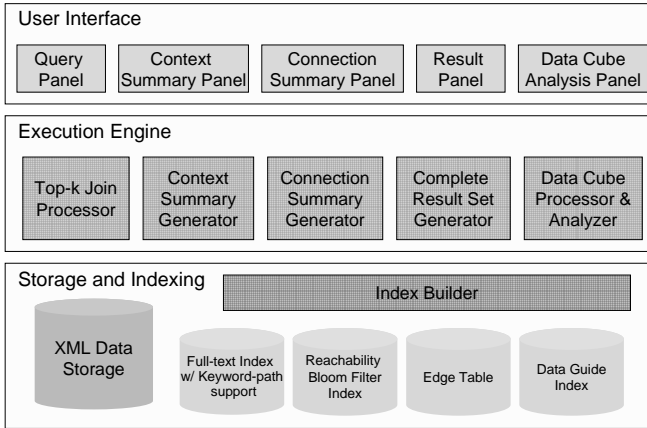 User Interface
Query
Panel
Context
Summary Panel
Connection
Summary Panel
Result
Panel
Data Cube
Analysis Panel
Execution Engine
Top-k Join
Processor
Context
Summary
Generator
Connection
Summary
Generator
Complete
Result Set
Generator
Data Cube
Processor &
Analyzer
Storage and Indexing
Index Builder
XML Data
Storage
Full-text Index
w/ Keyword-path
support
Reachability
Bloom Filter
Index
Edge Table
Data Guide
Index